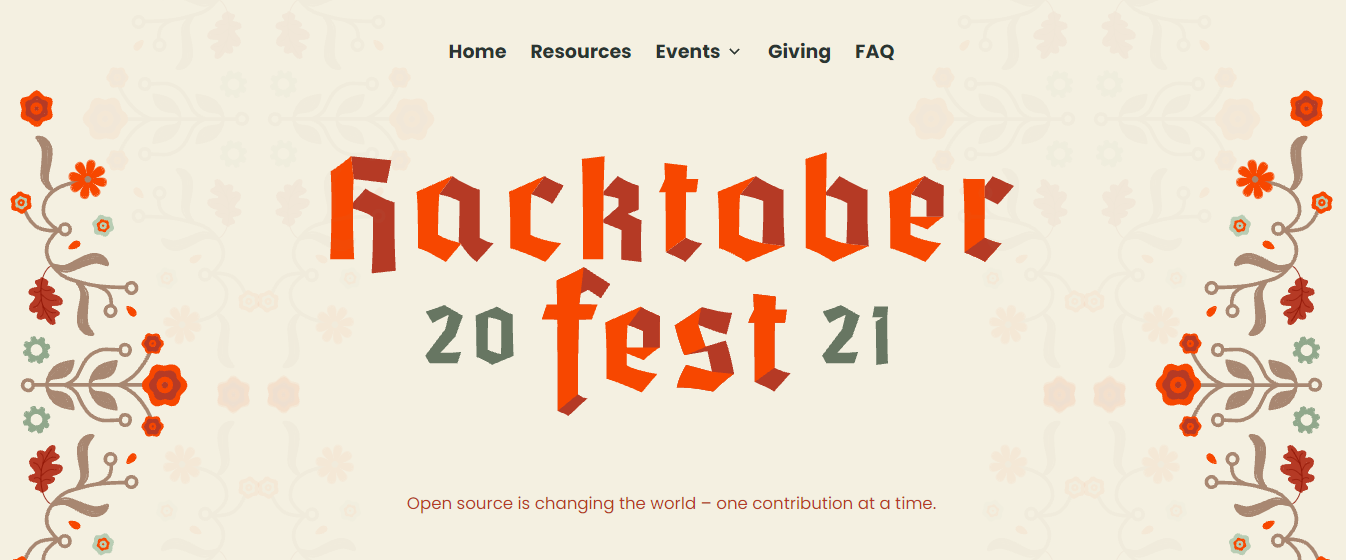 Home Resources Events Giving FAQ
hacktober
20 fest 21
Open source is changing the world – one contribution at a time.